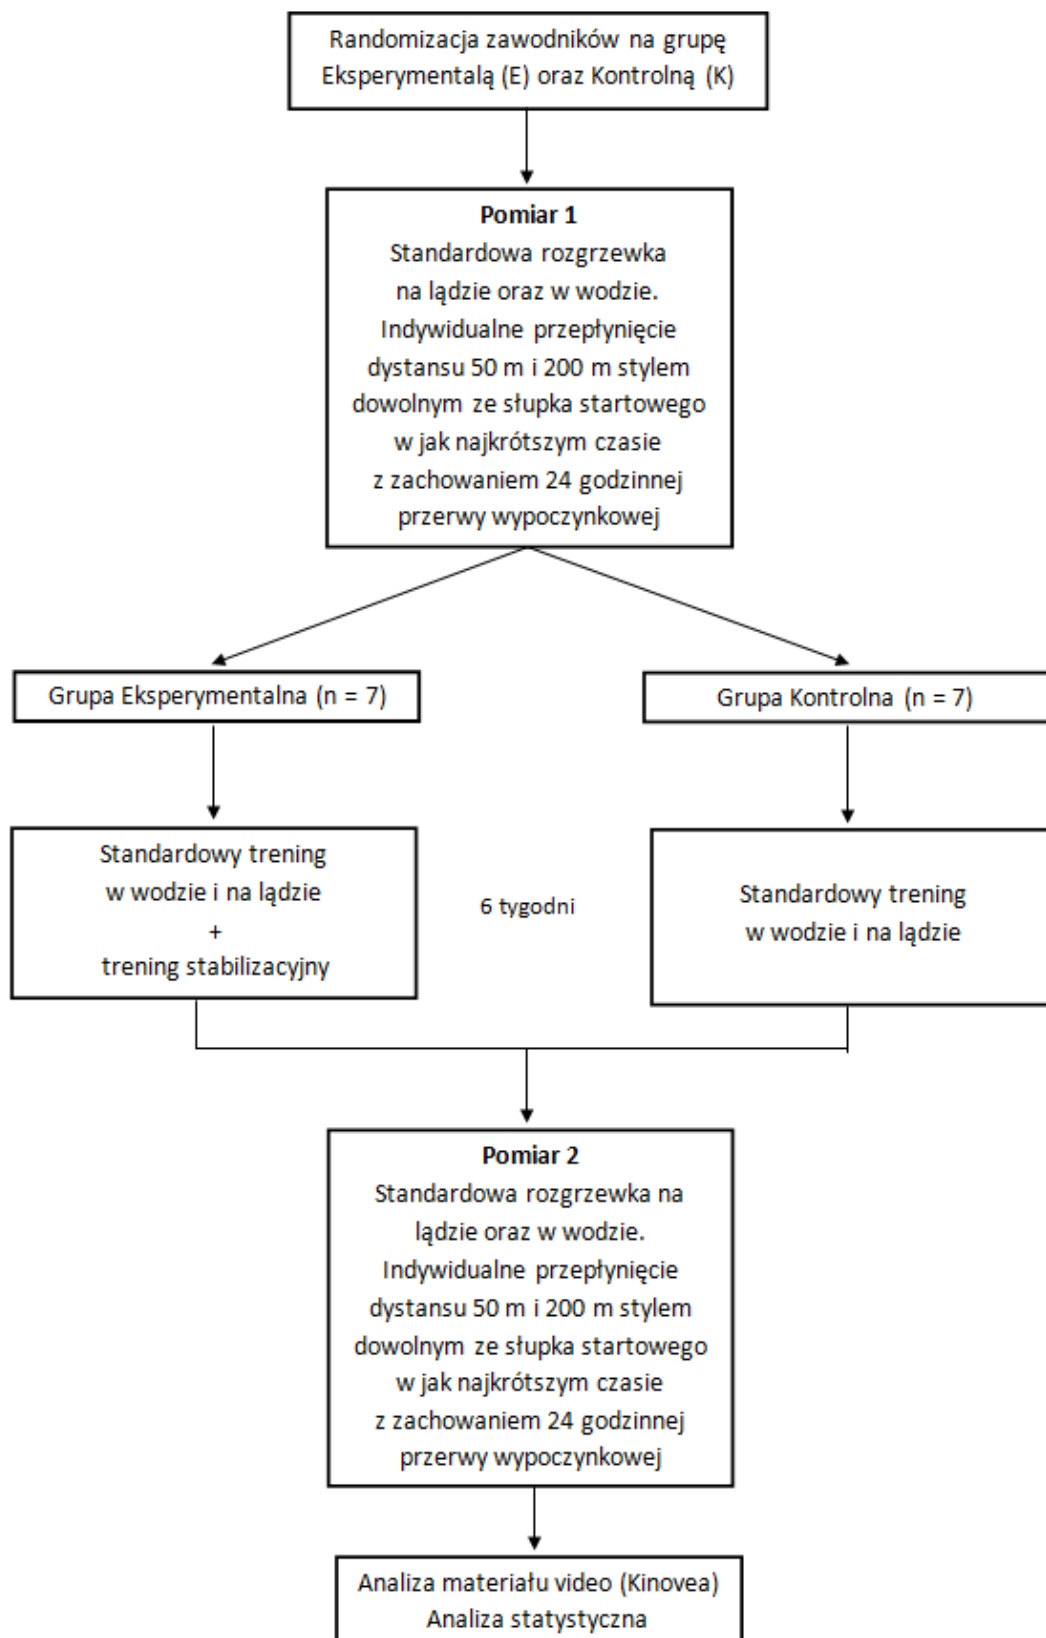 Randomizacja zawodników na grupę
Eksperymentalą (E) oraz Kontrolną (K)
Pomiar 1
Standardowa rozgrzewka
na lądzie oraz w wodzie.
Indywidualne przepłynięcie
dystansu 50 m i 200 m stylem
dowolnym ze słupka startowego
w jak najkrótszym czasie
z zachowaniem 24 godzinnej
przerwy wypoczynkowej
Grupa Eksperymentalna (n = 7)
Grupa Kontrolna (n = 7)
Standardowy trening
w wodzie i na lądzie
+
trening stabilizacyjny
6 tygodni
Standardowy trening
w wodzie i na lądzie
Pomiar 2
Standardowa rozgrzewka na
lądzie oraz w wodzie.
Indywidualne przepłynięcie
dystansu 50 m i 200 m stylem
dowolnym ze słupka startowego
w jak najkrótszym czasie
z zachowaniem 24 godzinnej
przerwy wypoczynkowej
Analiza materiału video (Kinovea)
Analiza statystyczna